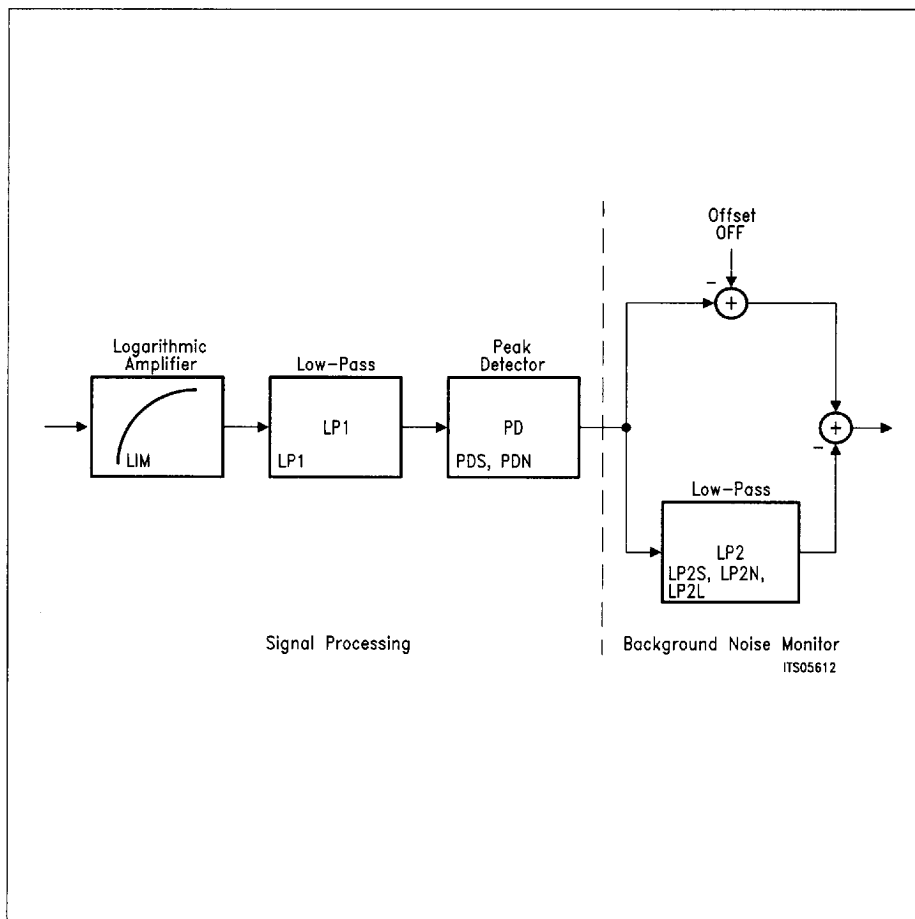 Offset
OFF
−
+
Logarithmic
Amplifier
LIM
Low-Pass
LP1
LP1
Peak
Detector
PD
PDS, PDN
+
−
Low-Pass
LP2
LP2S, LP2N,
LP2L
Signal Processing
Background Noise Monitor
ITS05612